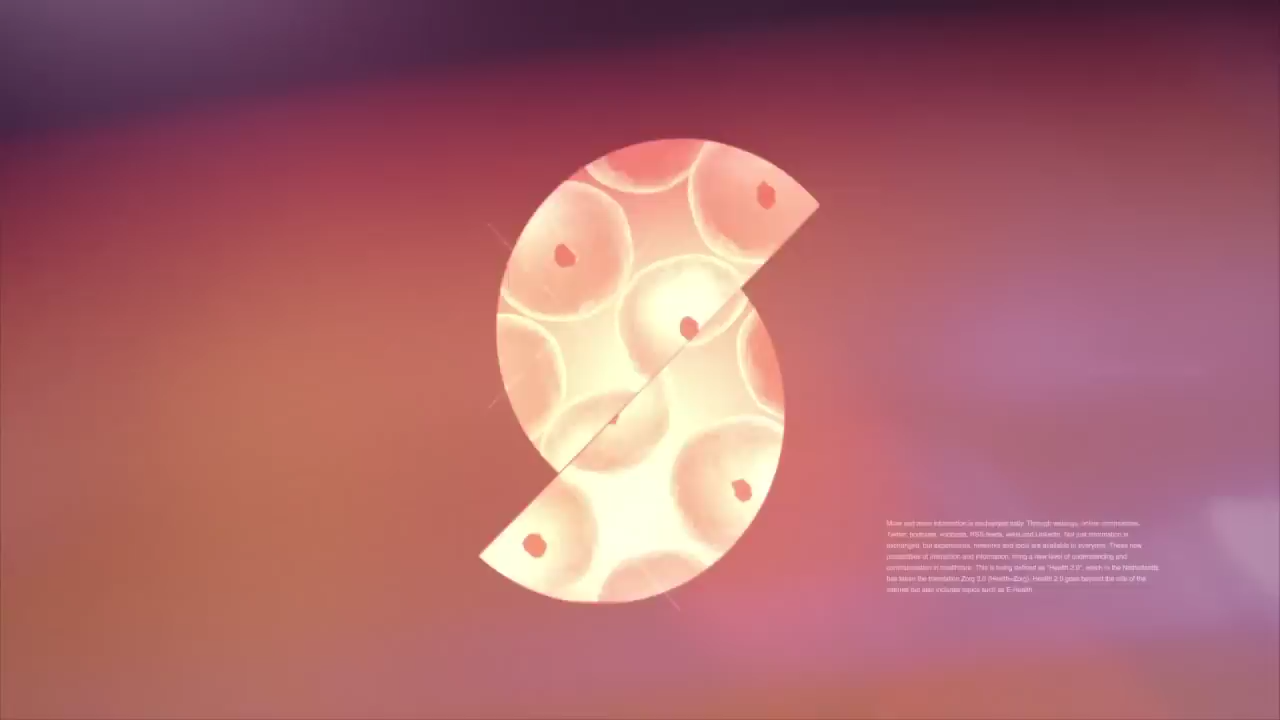 More and more information is exchanged daily. Through weblogs, online communities,
Twitter, podcasts, vodcasts, RSS feeds, wikis and LinkedIn. Not just information is
exchanged, but experiences, networks and tools are available to everyone. These new
possibilities of interaction and information, bring a new level of understanding and
communication in healthcare. This is being defined as "Health 2.0", which in the Netherlands
has taken the translation Zorg 2.0 (Health=Zorg). Health 2.0 goes beyond the role of the
internet but also includes topics such as E-health